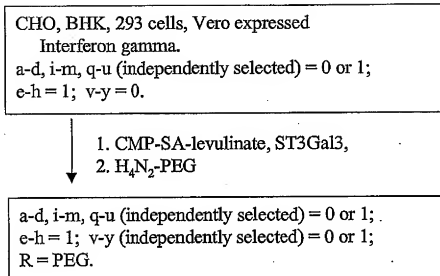 CHO, BHK, 293 cells, Vero expressed
Interferon gamma.
a-d, i-m, q-u (independently selected) = 0 or 1;
e-h = 1; v-y = 0.
1. CMP-SA-levulinate, ST3Gal3,
2. H₄N₂-PEG
a-d, i-m, q-u (independently selected) = 0 or 1;
e-h = 1; v-y (independently selected) = 0 or 1;
R = PEG.